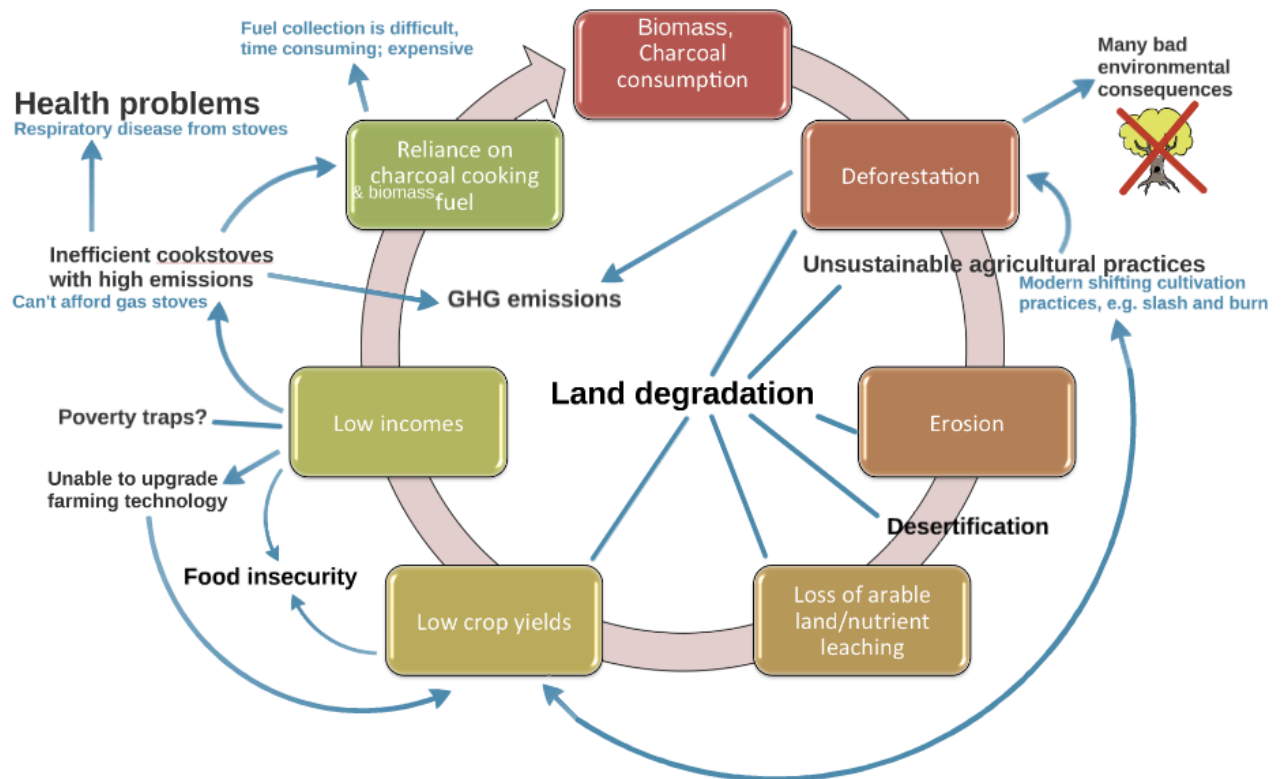 Fuel collection is difficult,
time consuming; expensive
Biomass,
Charcoal
consumption
Many bad
environmental
consequences
Health problems
Respiratory disease from stoves
Reliance on
charcoal cooking
& biomass
fuel
Deforestation
Inefficient cookstoves
with high emissions
Can't afford gas stoves
GHG emissions
Unsustainable agricultural practices
Modern shifting cultivation
practices, e.g. slash and burn
Land degradation
Low incomes
Erosion
Poverty traps?
Unable to upgrade
farming technology
Desertification
Food insecurity
Low crop yields
Loss of arable
land/nutrient
leaching